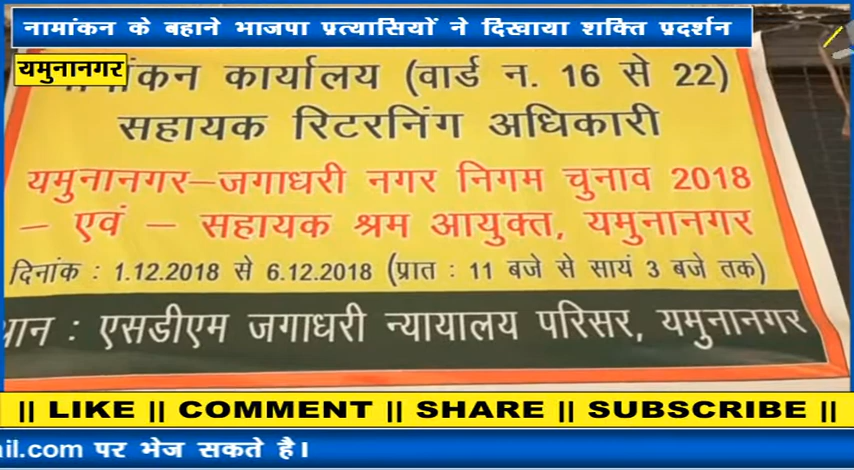 नामांकन के बहाने भाजपा प्रत्यासियों ने दिखाया शक्ति प्रदर्शन
यमुनानगर
नामांकन कार्यालय (वार्ड न. 16 से 22)
सहायक रिटरनिंग अधिकारी
यमुनानगर-जगाधरी नगर निगम चुनाव 2018
- एवं - सहायक श्रम आयुक्त, यमुनानगर
दिनांक : 1.12.2018 से 6.12.2018 (प्रात : 11 बजे से सायं 3 बजे तक)
थान : एसडीएम जगाधरी न्यायालय परिसर, यमुनानगर
|| LIKE || COMMENT || SHARE || SUBSCRIBE ||
ail.com पर भेज सकते है।